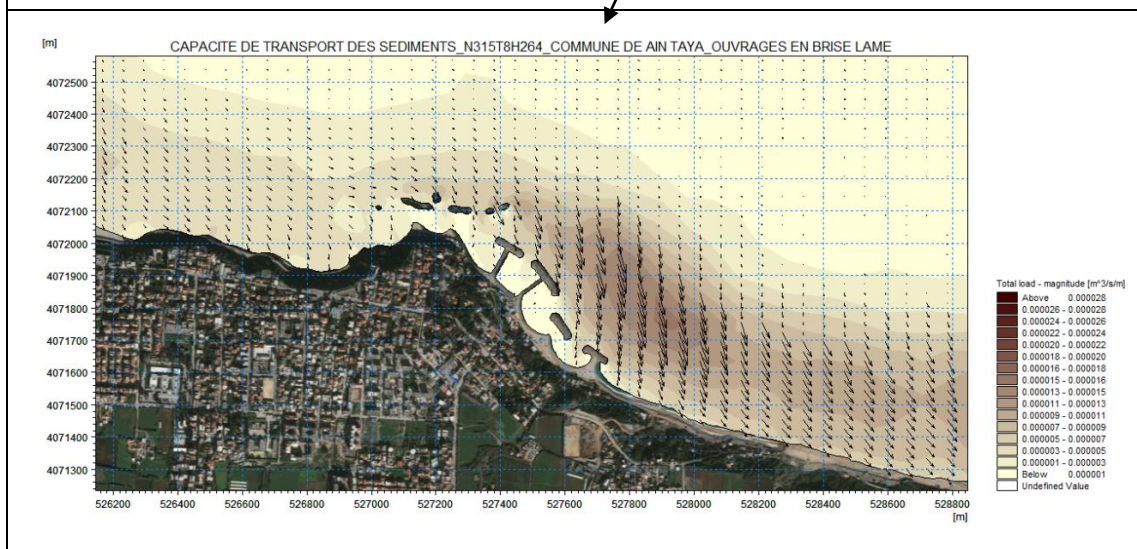 [m]
CAPACITE DE TRANSPORT DES SEDIMENTS_N315T8H264_COMMUNE DE AIN TAYA_OUVRAGES EN BRISE LAME
4072500
4072400
4072300
4072200
4072100
4072000
4071900
4071800
4071700
4071600
4071500
4071400
4071300
526200 526400 526600 526800 527000 527200 527400 527600 527800 528000 528200 528400 528600 528800
[m]
Total load - magnitude [m^3/s/m]
Above 0.000028
0.000026 - 0.000028
0.000024 - 0.000026
0.000022 - 0.000024
0.000020 - 0.000022
0.000018 - 0.000020
0.000016 - 0.000018
0.000015 - 0.000016
0.000013 - 0.000015
0.000011 - 0.000013
0.000009 - 0.000011
0.000007 - 0.000009
0.000005 - 0.000007
0.000003 - 0.000005
0.000001 - 0.000003
Below 0.000001
Undefined Value